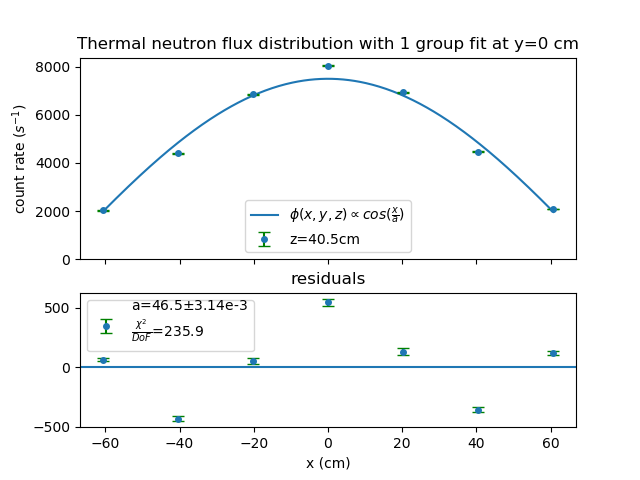 Thermal neutron flux distribution with 1 group fit at y=0 cm
count rate (s⁻¹)
8000
6000
4000
2000
0
ϕ(x, y, z) ∝ cos(x/a)
z=40.5cm
residuals
a=46.5±3.14e-3
χ²/DoF=235.9
500
0
−500
−60 −40 −20 0 20 40 60
x (cm)